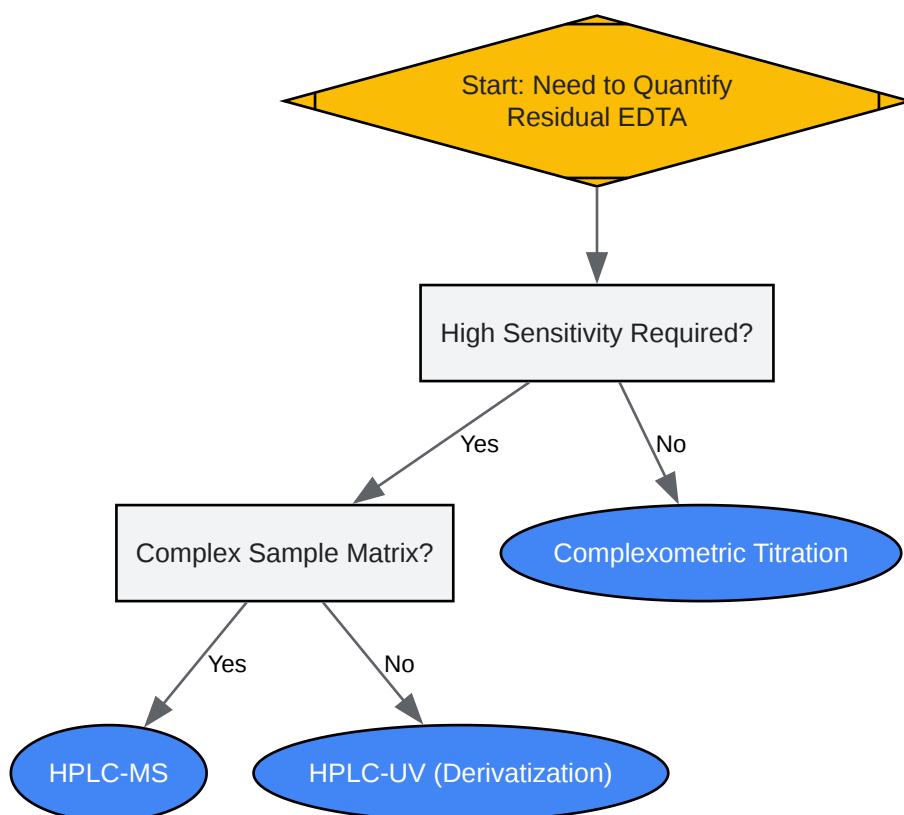 Start: Need to Quantify
Residual EDTA
High Sensitivity Required?
Yes
No
Complex Sample Matrix?
Complexometric Titration
Yes
No
HPLC-MS
HPLC-UV (Derivatization)